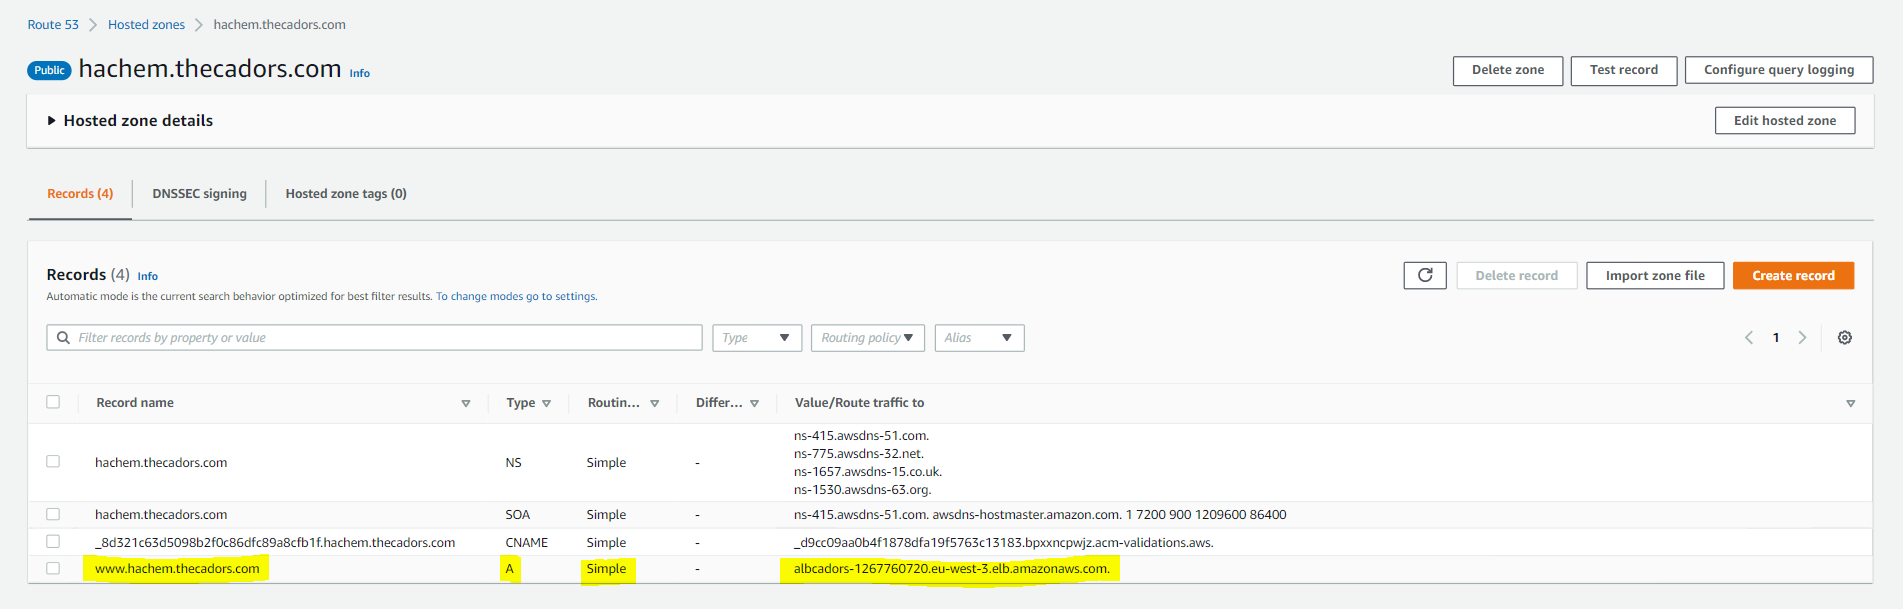 Route 53 > Hosted zones > hachem.thecadors.com
Public hachem.thecadors.com Info
Delete zone Test record Configure query logging
Hosted zone details
Edit hosted zone
Records (4) DNSSEC signing Hosted zone tags (0)
Records (4) Info
Automatic mode is the current search behavior optimized for best filter results. To change modes go to settings.
Delete record Import zone file Create record
Filter records by property or value Type Routing policy Alias 1
Record name Type Routin... Differ... Value/Route traffic to
hachem.thecadors.com NS Simple - ns-415.awsdns-51.com.
ns-775.awsdns-32.net.
ns-1657.awsdns-15.co.uk.
ns-1530.awsdns-63.org.
hachem.thecadors.com SOA Simple - ns-415.awsdns-51.com. awsdns-hostmaster.amazon.com. 1 7200 900 1209600 86400
_8d321c63d5098b2f0c86dfc89a8cfb1f.hachem.thecadors.com CNAME Simple - _d9cc09aa0b4f1878dfa19f5763c13183.bpxxncpwjz.acm-validations.aws.
www.hachem.thecadors.com A Simple - albcadors-1267760720.eu-west-3.elb.amazonaws.com.